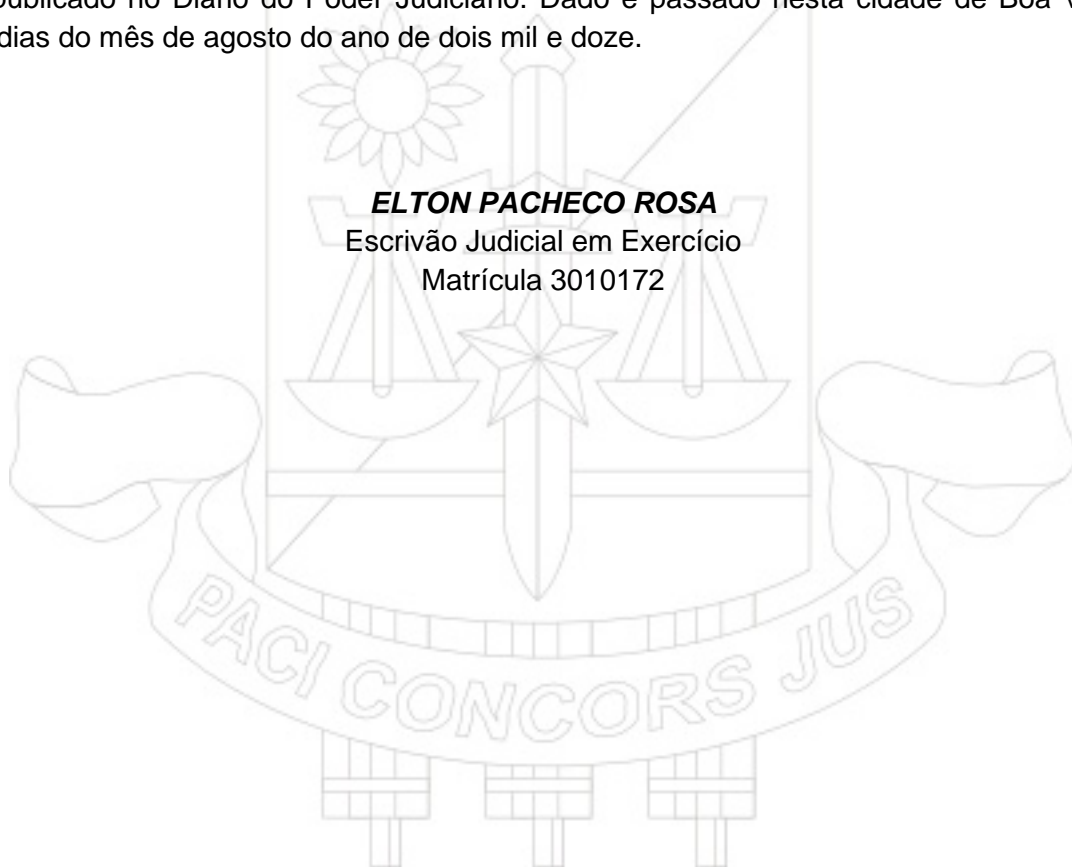 publicado no Diário do Poder Judiciário. Dado e passado nesta cidade de Boa
dias do mês de agosto do ano de dois mil e doze.
ELTON PACHECO ROSA
Escrivão Judicial em Exercício
Matrícula 3010172
PACI CONCORS JUS